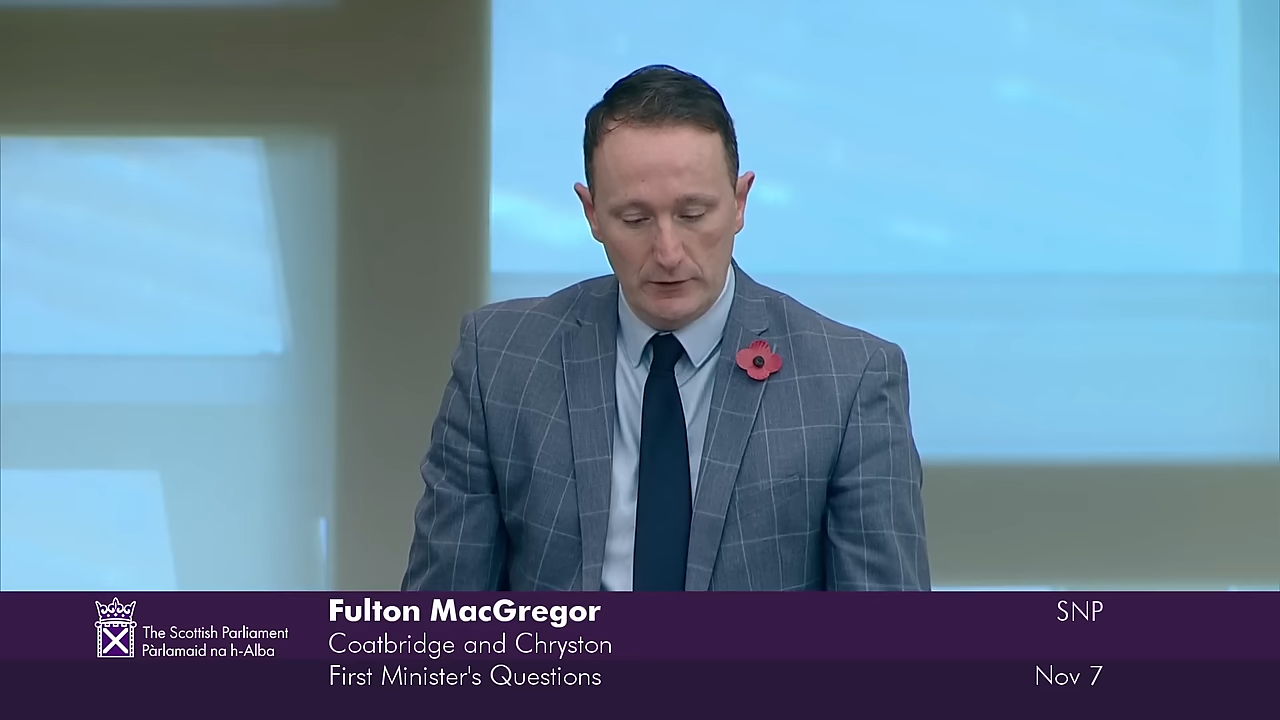 The Scottish Parliament
Pàrlamaid na h-Alba
Fulton MacGregor
SNP
Coatbridge and Chryston
First Minister's Questions
Nov 7